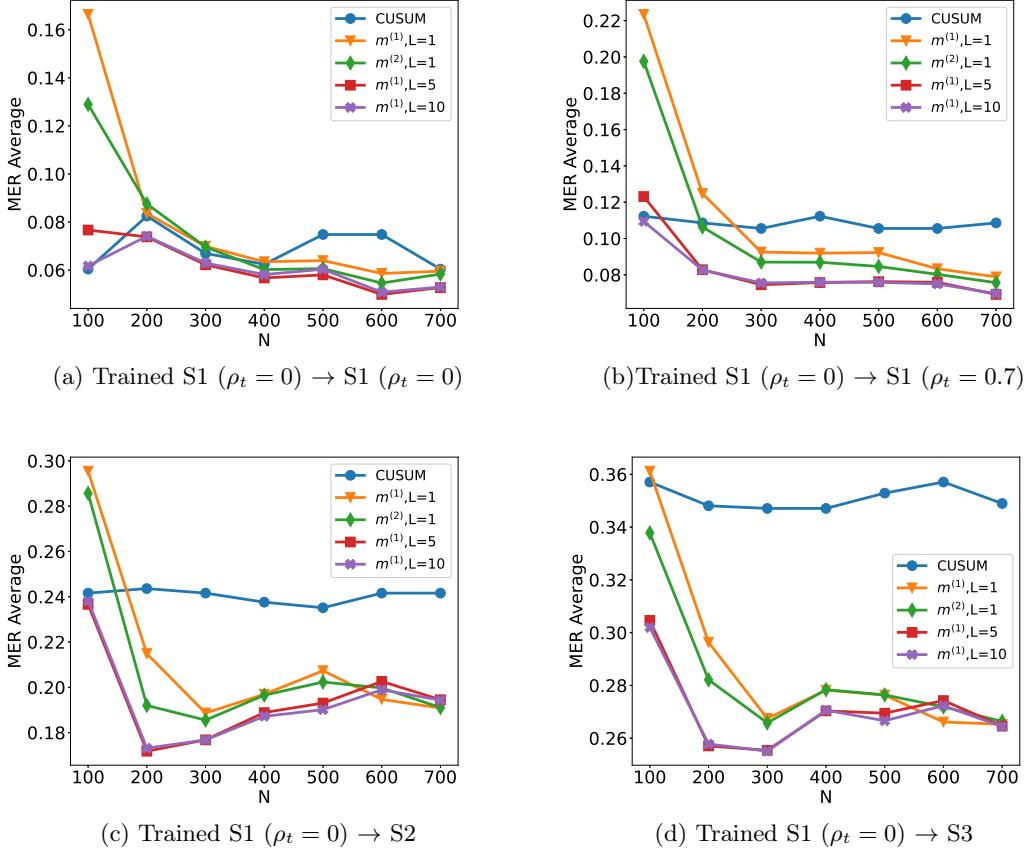 MER Average
0.16
0.14
0.12
0.10
0.08
0.06
100 200 300 400 500 600 700
N
CUSUM
m^{(1)},L=1
m^{(2)},L=1
m^{(1)},L=5
m^{(1)},L=10
(a) Trained S1 (ρ_t = 0) → S1 (ρ_t = 0)
MER Average
0.22
0.20
0.18
0.16
0.14
0.12
0.10
0.08
100 200 300 400 500 600 700
N
CUSUM
m^{(1)},L=1
m^{(2)},L=1
m^{(1)},L=5
m^{(1)},L=10
(b)Trained S1 (ρ_t = 0) → S1 (ρ_t = 0.7)
MER Average
0.30
0.28
0.26
0.24
0.22
0.20
0.18
100 200 300 400 500 600 700
N
CUSUM
m^{(1)},L=1
m^{(2)},L=1
m^{(1)},L=5
m^{(1)},L=10
(c) Trained S1 (ρ_t = 0) → S2
MER Average
0.36
0.34
0.32
0.30
0.28
0.26
100 200 300 400 500 600 700
N
CUSUM
m^{(1)},L=1
m^{(2)},L=1
m^{(1)},L=5
m^{(1)},L=10
(d) Trained S1 (ρ_t = 0) → S3